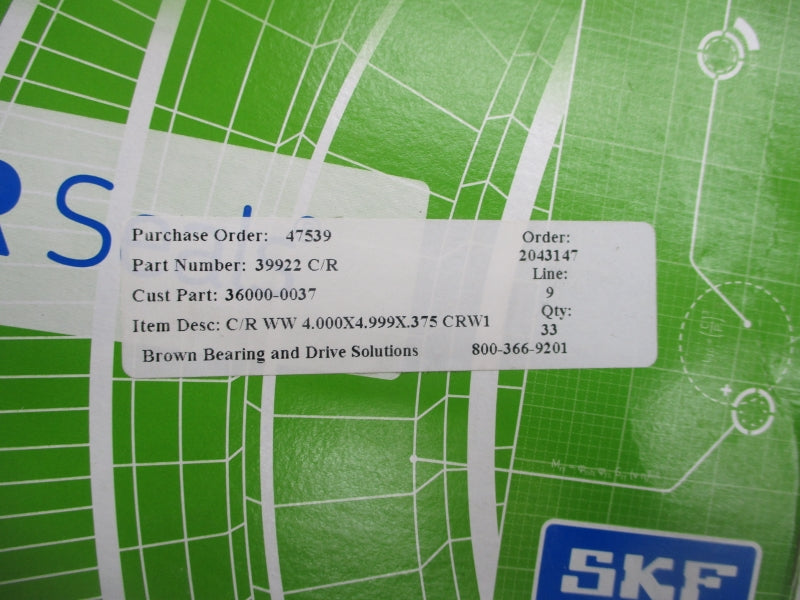 R Seals
Purchase Order: 47539
Part Number: 39922 C/R
Cust Part: 36000-0037
Item Desc: C/R WW 4.000X4.999X.375 CRW1
Brown Bearing and Drive Solutions
Order:
2043147
Line:
9
Qty:
33
800-366-9201
SKF